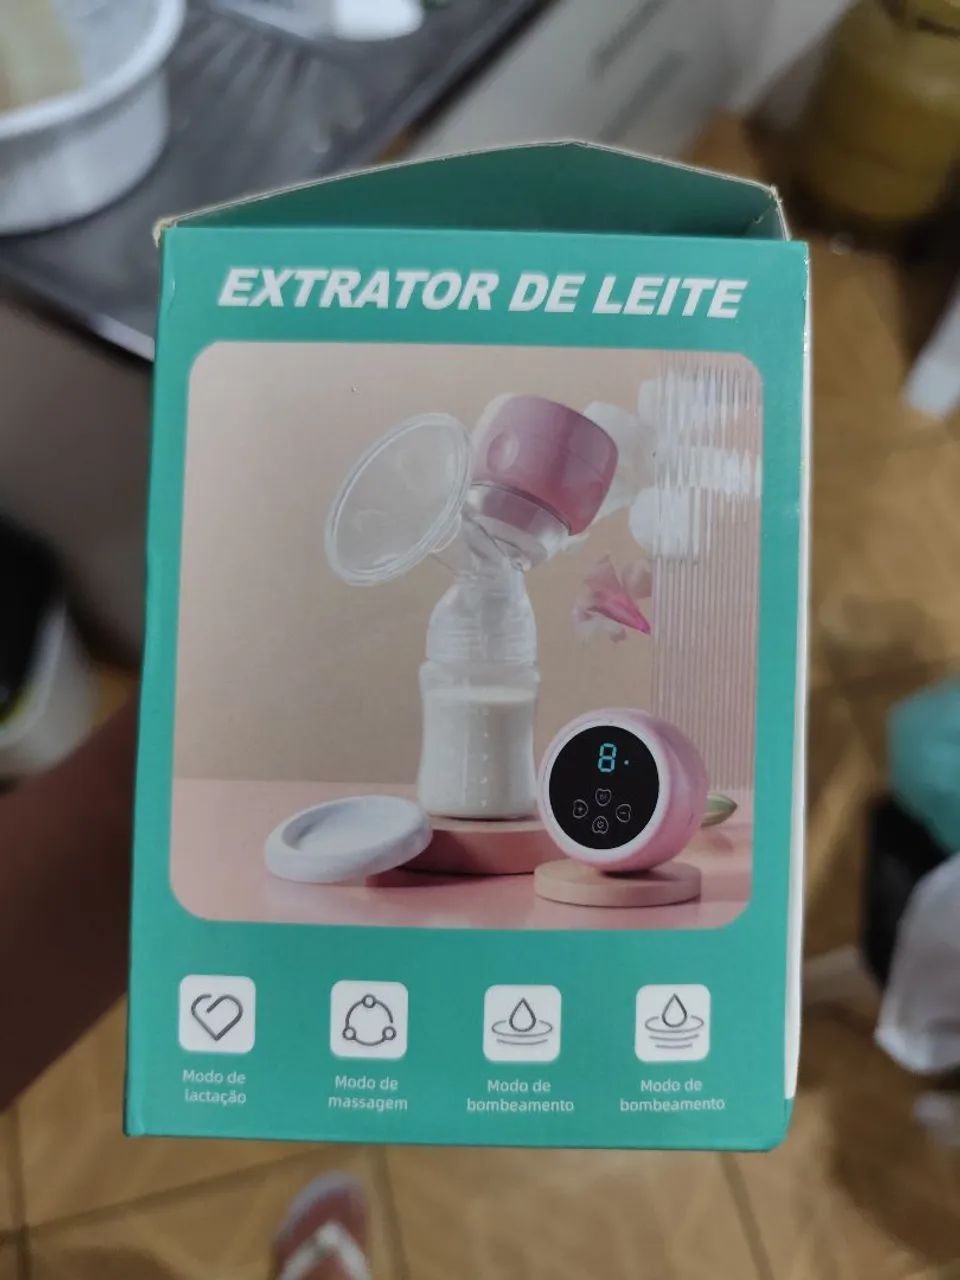 EXTRATOR DE LEITE
8
Modo de
lactação
Modo de
massagem
Modo de
bombeamento
Modo de
bombeamento